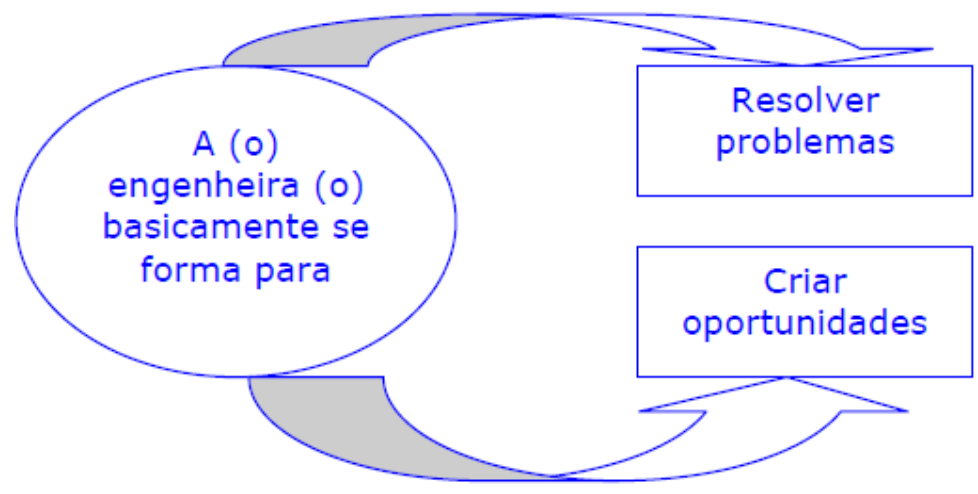 A (o)
engenheira (o)
basicamente se
forma para
Resolver
problemas
Criar
oportunidades